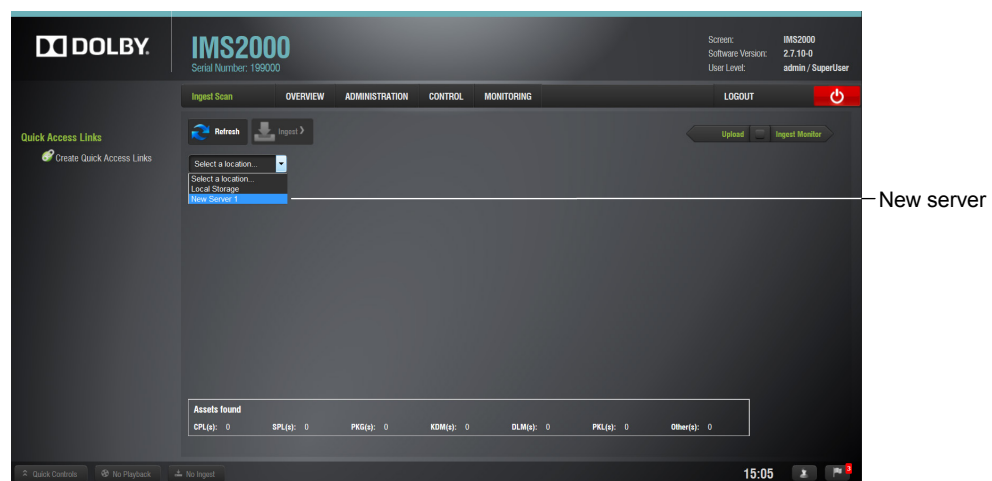 DOLBY.
IMS2000
Serial Number: 199000
Screen: IMS2000
Software Version: 2.7.10-0
User Level: admin / SuperUser
Ingest Scan OVERVIEW ADMINISTRATION CONTROL MONITORING LOGOUT
Quick Access Links
Create Quick Access Links
Refresh Ingest
Upload Ingest Monitor
Select a location...
Select a location...
Local Storage
New Server 1
New server
Assets found
CPL(s): 0 SPL(s): 0 PKG(s): 0 KDM(s): 0 DLM(s): 0 PKL(s): 0 Other(s): 0
Quick Controls No Playback No Ingest 15:05 3